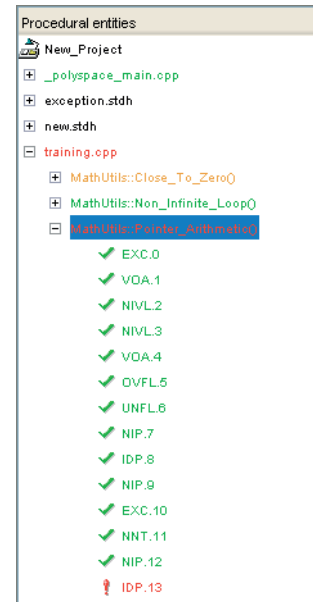 Procedural entities
New_Project
_polyspace_main.cpp
exception.stdh
new.stdh
training.cpp
MathUtils::Close_To_Zero()
MathUtils::Non_Infinite_Loop()
MathUtils::Pointer_Arithmetic()
EXC.0
VOA.1
NIVL.2
NIVL.3
VOA.4
OVFL.5
UNFL.6
NIP.7
IDP.8
NIP.9
EXC.10
NNT.11
NIP.12
IDP.13